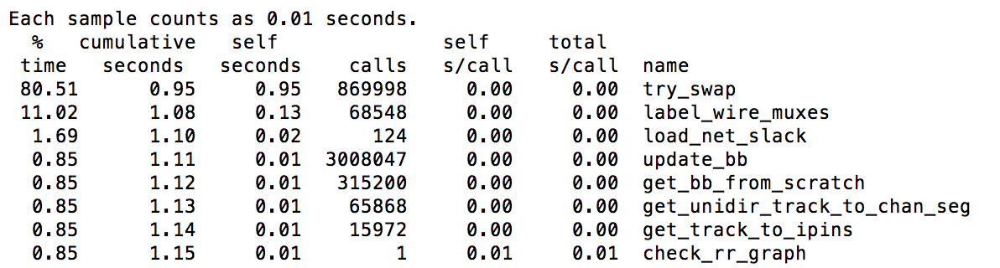 Each sample counts as 0.01 seconds.
% cumulative self self total
time seconds seconds calls s/call s/call name
80.51 0.95 0.95 869998 0.00 0.00 try_swap
11.02 1.08 0.13 68548 0.00 0.00 label_wire_muxes
1.69 1.10 0.02 124 0.00 0.00 load_net_slack
0.85 1.11 0.01 3008047 0.00 0.00 update_bb
0.85 1.12 0.01 315200 0.00 0.00 get_bb_from_scratch
0.85 1.13 0.01 65868 0.00 0.00 get_unidir_track_to_chan_seg
0.85 1.14 0.01 15972 0.00 0.00 get_track_to_ipins
0.85 1.15 0.01 1 0.01 0.01 check_rr_graph